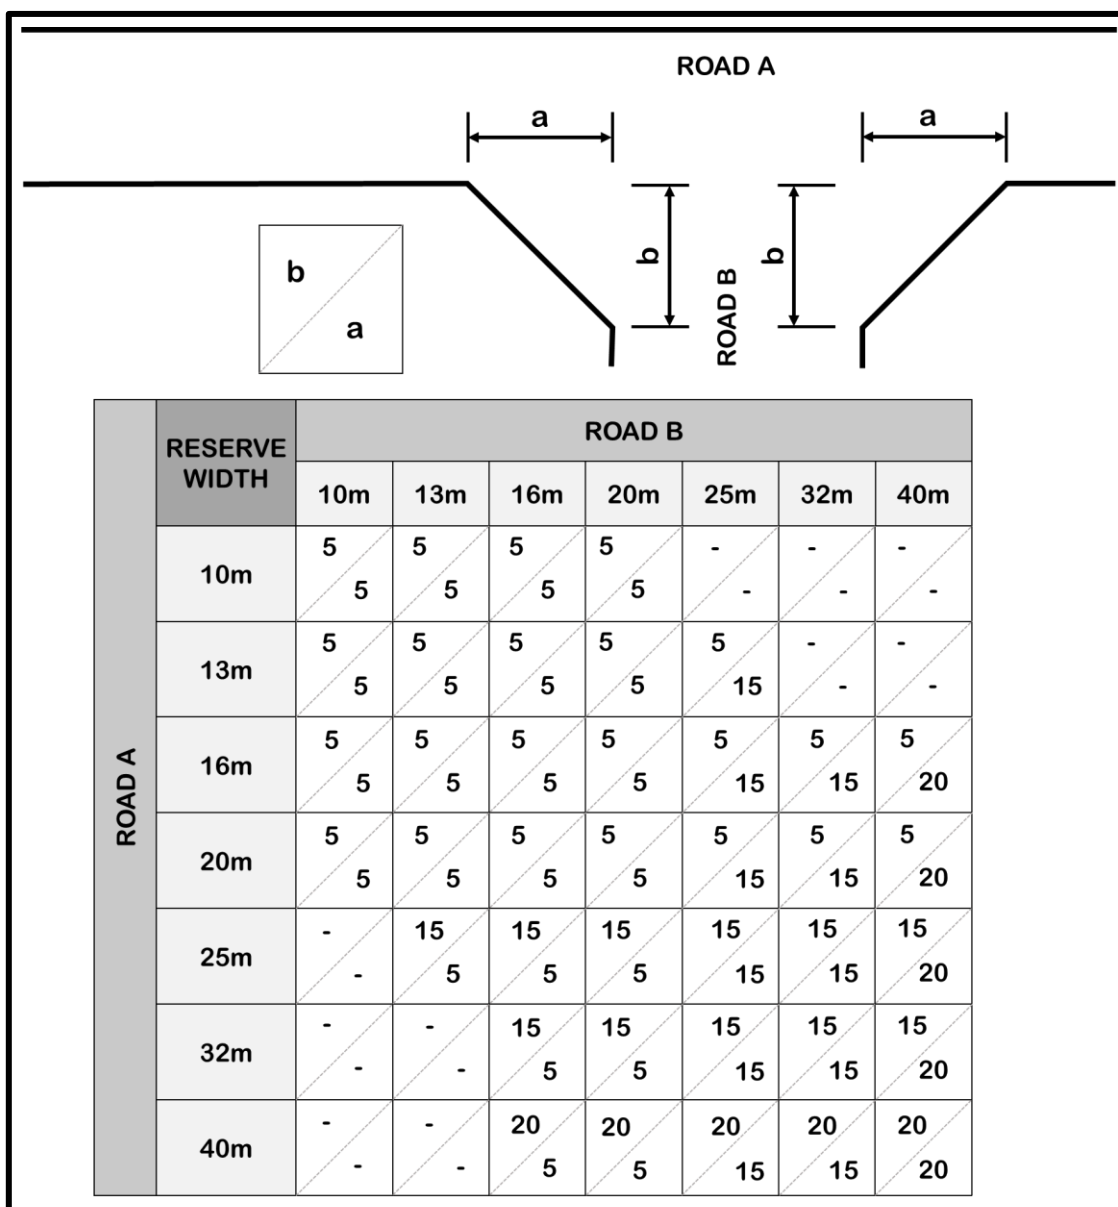 ROAD A
a a
b b
ROAD B
b
a
RESERVE WIDTH ROAD B
10m 13m 16m 20m 25m 32m 40m
ROAD A
5 5 5 5 - - -
10m
5 5 5 5 - - -
5 5 5 5 5 - -
13m
5 5 5 5 15 - -
5 5 5 5 5 5 5
16m
5 5 5 5 15 15 20
5 5 5 5 5 5 5
20m
5 5 5 5 15 15 20
- 15 15 15 15 15 15
25m
- 5 5 5 15 15 20
- - 15 15 15 15 15
32m
- - 5 5 15 15 20
- - 20 20 20 20 20
40m
- - 5 5 15 15 20